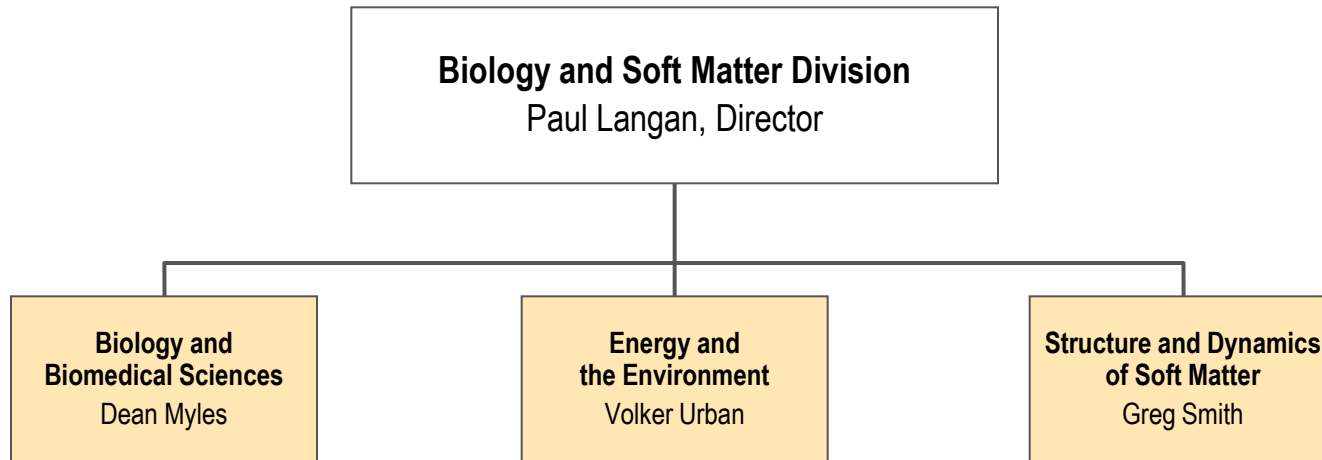 Biology and Soft Matter Division
Paul Langan, Director
Biology and
Biomedical Sciences
Dean Myles
Energy and
the Environment
Volker Urban
Structure and Dynamics
of Soft Matter
Greg Smith